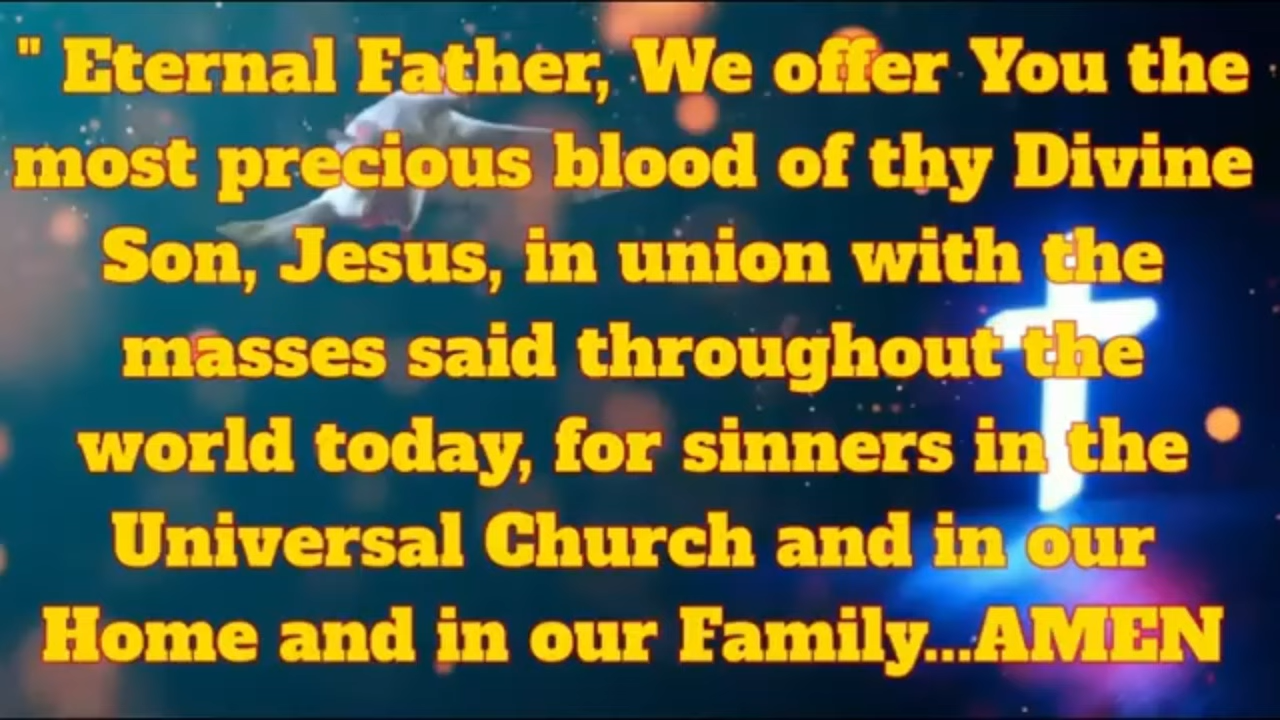 " Eternal Father, We offer You the
most precious blood of thy Divine
Son, Jesus, in union with the
masses said throughout the
world today, for sinners in the
Universal Church and in our
Home and in our Family...AMEN